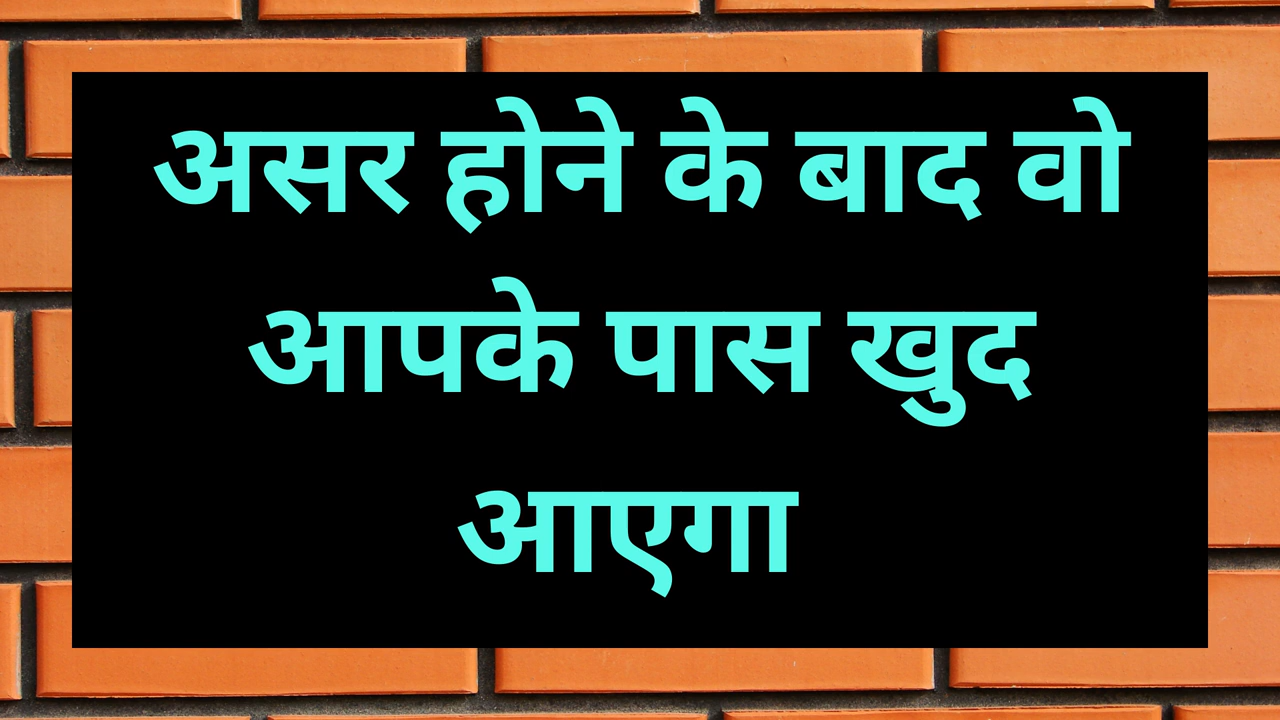 असर होने के बाद वो
आपके पास खुद
आएगा